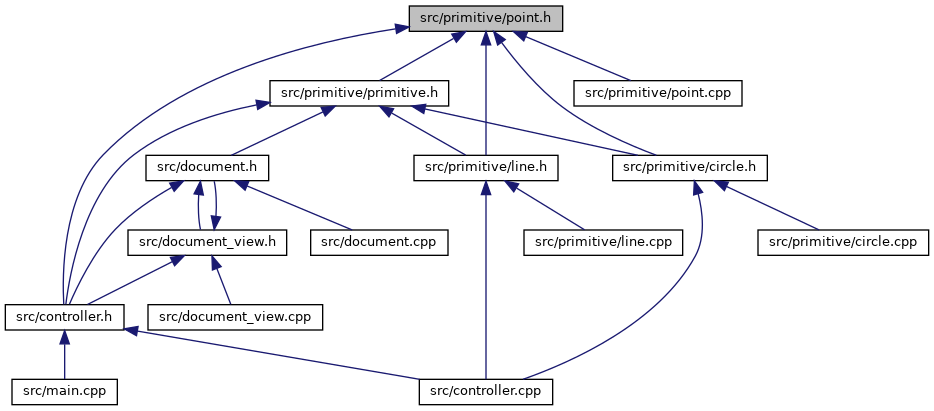 src/primitive/point.h
src/primitive/primitive.h
src/primitive/point.cpp
src/document.h
src/primitive/line.h
src/primitive/circle.h
src/document_view.h
src/document.cpp
src/primitive/line.cpp
src/primitive/circle.cpp
src/controller.h
src/document_view.cpp
src/main.cpp
src/controller.cpp